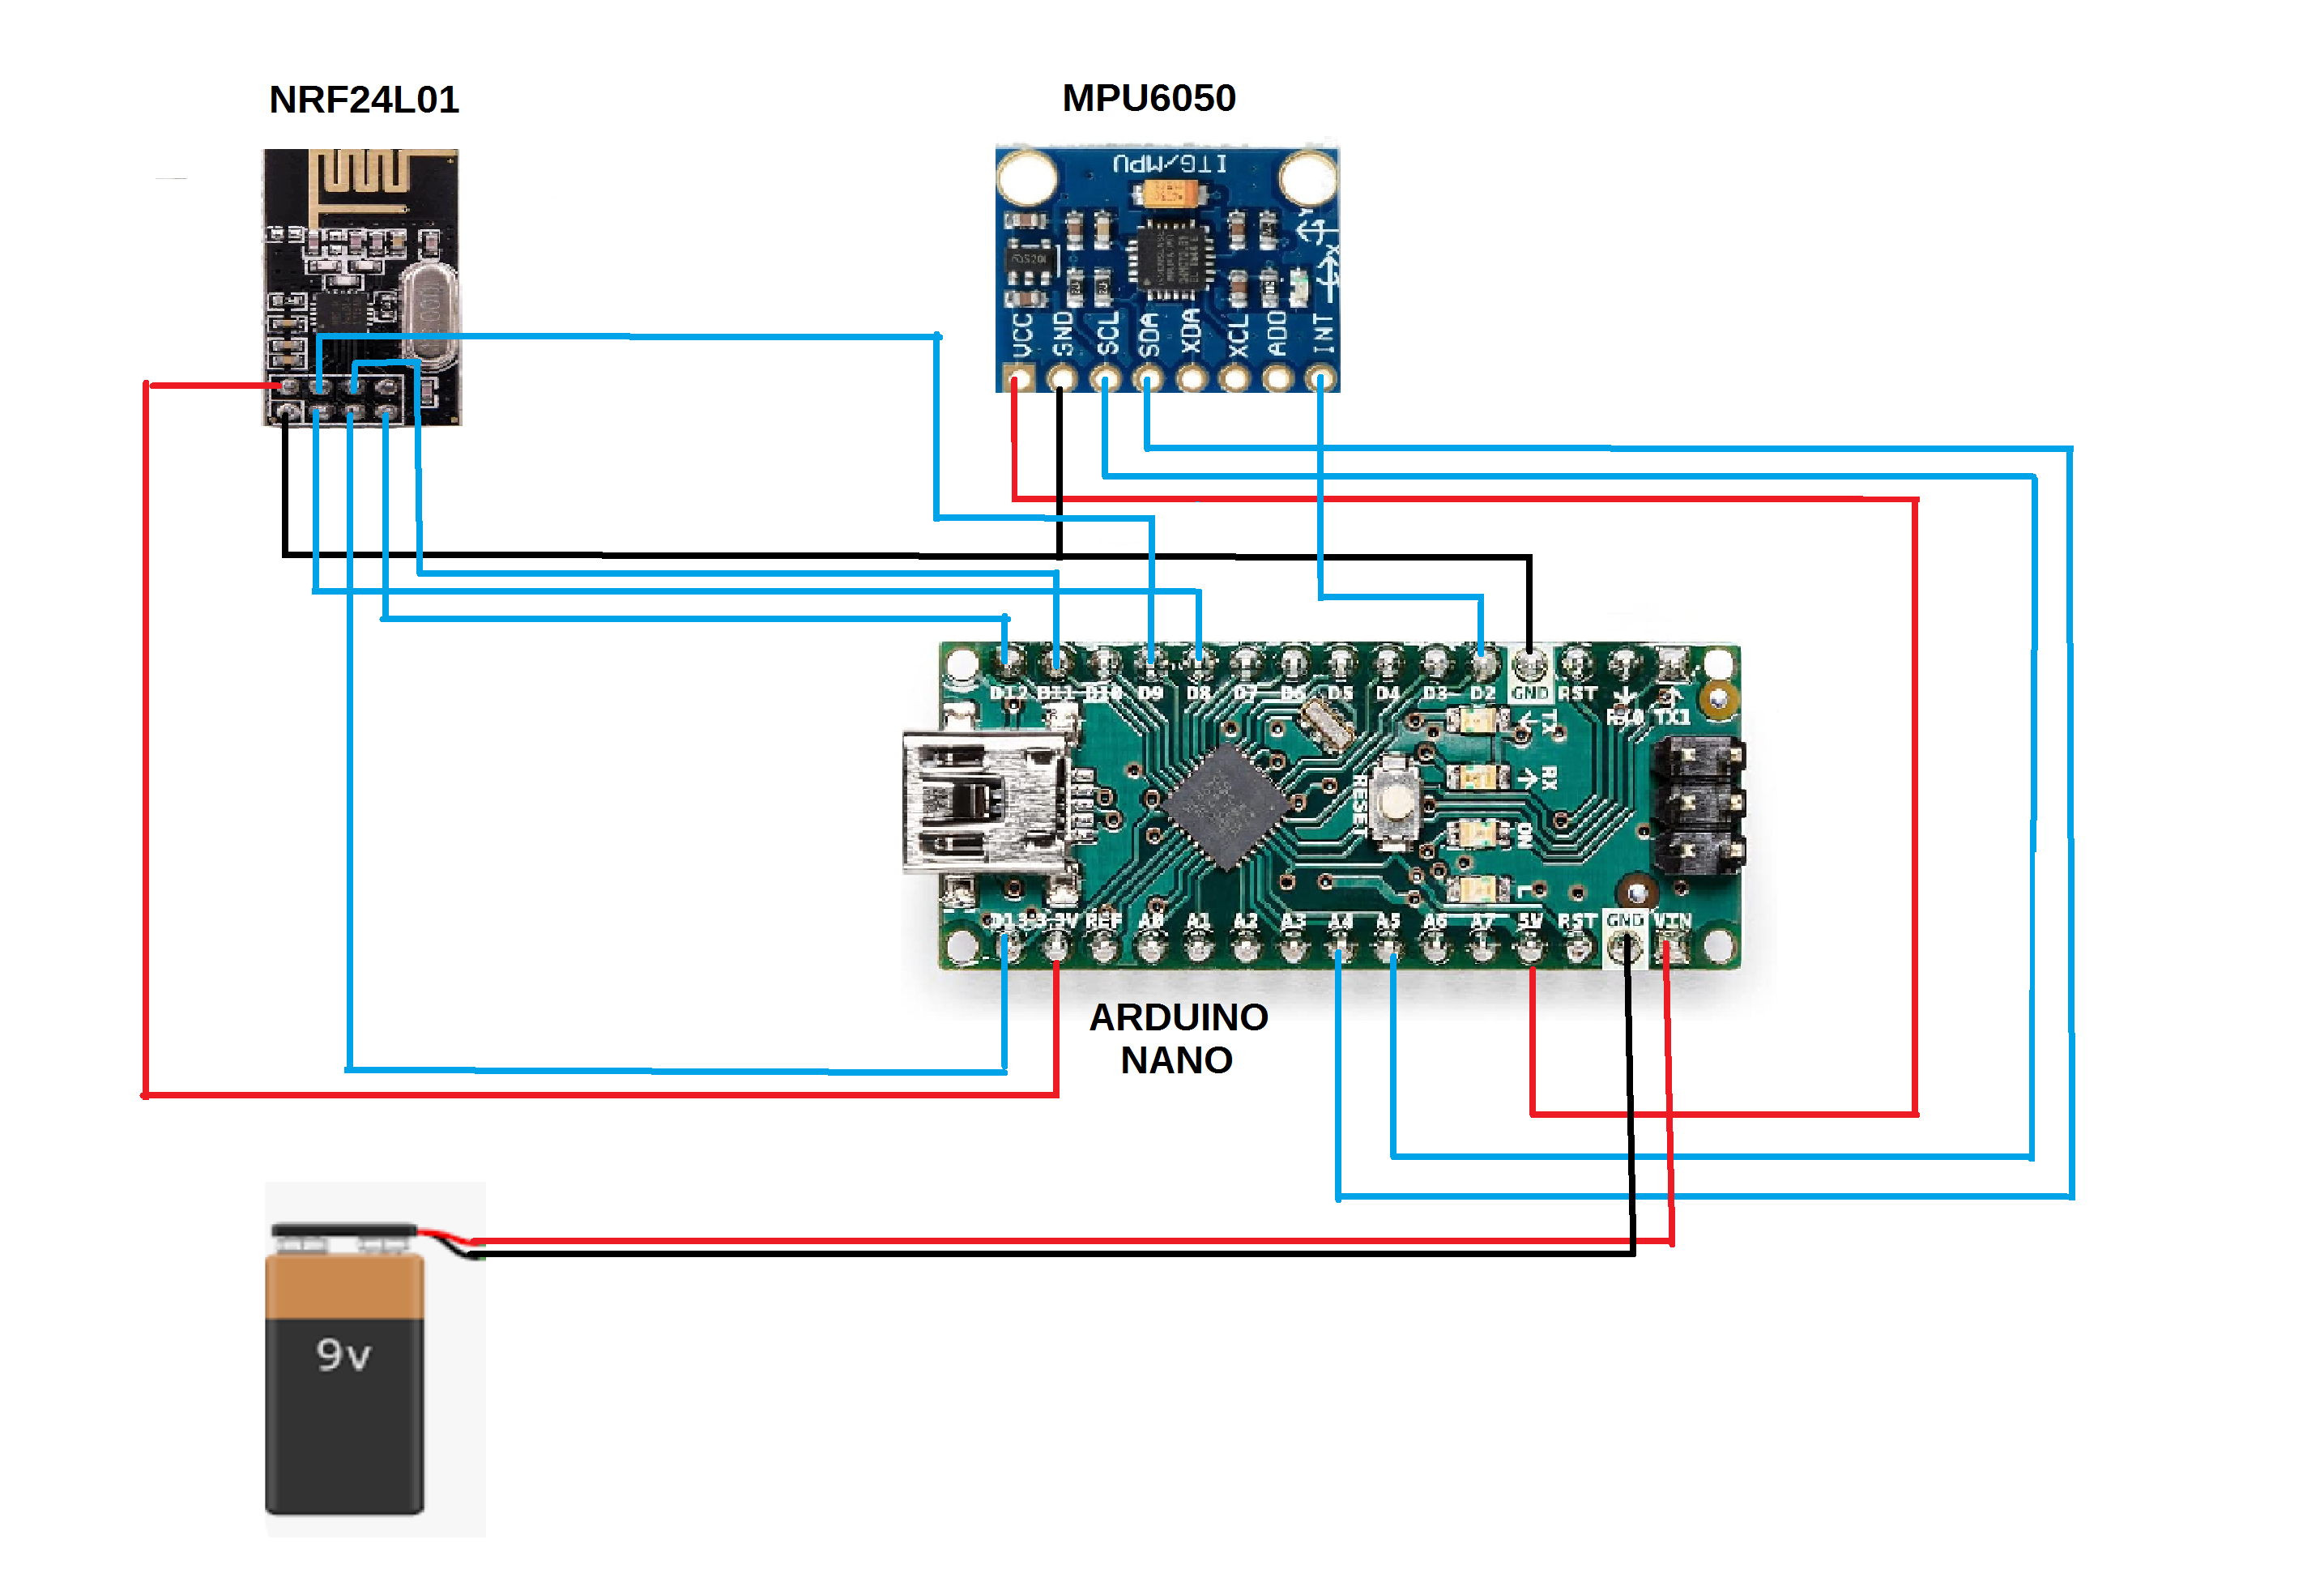 NRF24L01
MPU6050
ITG/MPU
Y
X
VCC GND SCL SDA XDA XCL ADO INT
D12 D11 D10 D9 D8 D7 D6 D5 D4 D3 D2 GND RST RX0 TX1
TX
RX
RESET
ON
L
D13 3.3V REF A0 A1 A2 A3 A4 A5 A6 A7 5V RST GND VIN
ARDUINO
NANO
9v